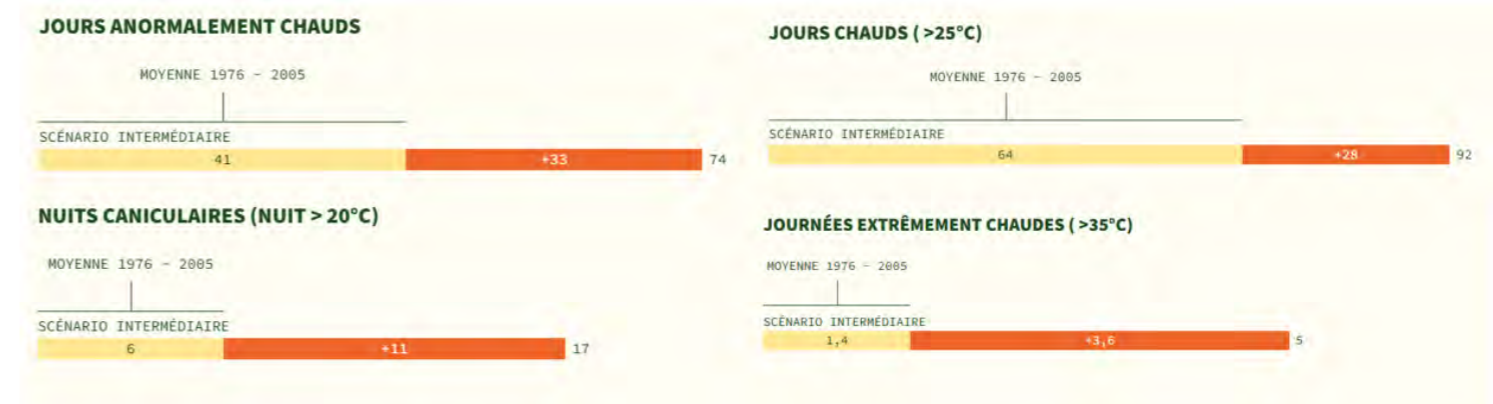 JOURS ANORMALEMENT CHAUDS
MOYENNE 1976 - 2005
SCÉNARIO INTERMÉDIAIRE
41 +33 74
JOURS CHAUDS ( >25°C)
MOYENNE 1976 - 2005
SCÉNARIO INTERMÉDIAIRE
64 +28 92
NUITS CANICULAIRES (NUIT > 20°C)
MOYENNE 1976 - 2005
SCÉNARIO INTERMÉDIAIRE
6 +11 17
JOURNÉES EXTRÊMEMENT CHAUDES ( >35°C)
MOYENNE 1976 - 2005
SCÉNARIO INTERMÉDIAIRE
1,4 +3,6 5